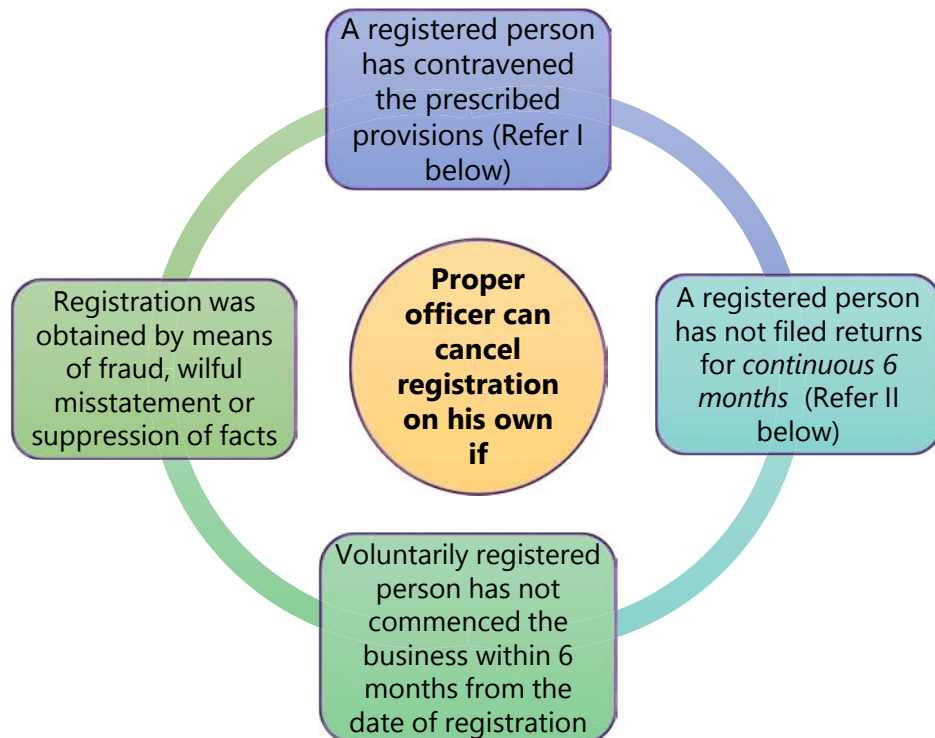 A registered person
has contravened
the prescribed
provisions (Refer I
below)
Registration was
obtained by means
of fraud, wilful
misstatement or
suppression of facts
Proper
officer can
cancel
registration
on his own
if
A registered person
has not filed returns
for continuous 6
months (Refer II
below)
Voluntarily registered
person has not
commenced the
business within 6
months from the
date of registration